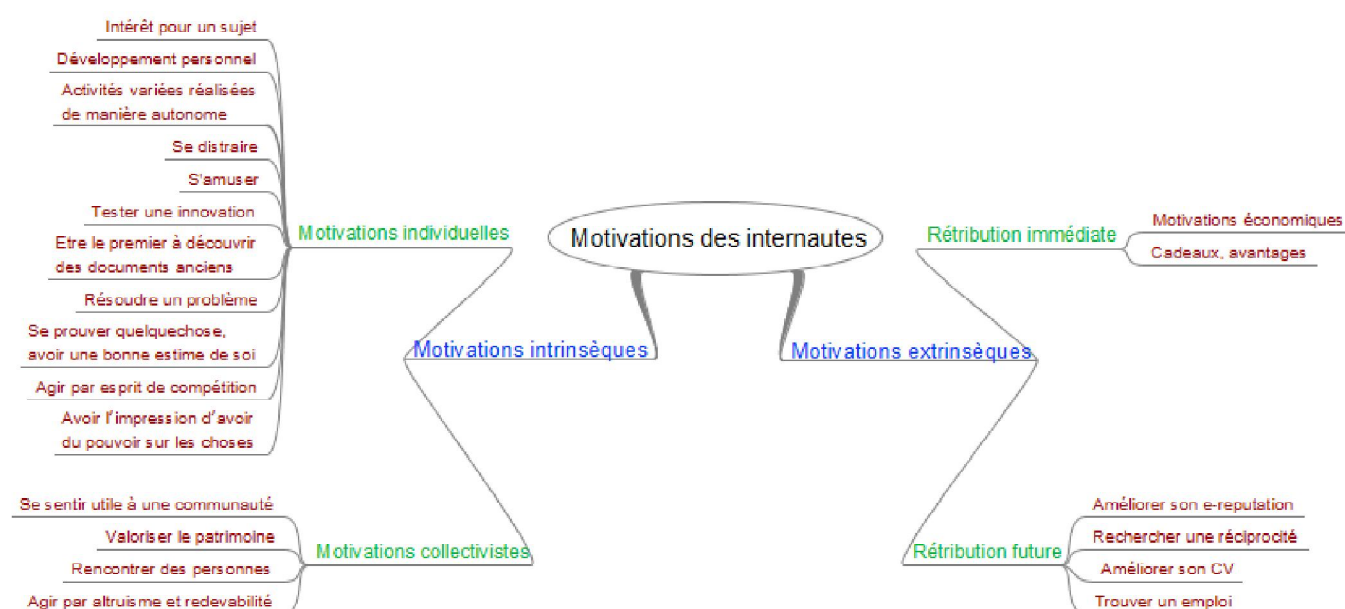 Intérêt pour un sujet
Développement personnel
Activités variées réalisées
de manière autonome
Se distraire
S'amuser
Tester une innovation
Etre le premier à découvrir
des documents anciens
Résoudre un problème
Se prouver quelquechose,
avoir une bonne estime de soi
Agir par esprit de compétition
Avoir l'impression d'avoir
du pouvoir sur les choses
Motivations individuelles
Se sentir utile à une communauté
Valoriser le patrimoine
Rencontrer des personnes
Agir par altruisme et redevabilité
Motivations collectivistes
Motivations intrinsèques
Motivations des internautes
Motivations extrinsèques
Rétribution immédiate
Motivations économiques
Cadeaux, avantages
Rétribution future
Améliorer son e-reputation
Rechercher une réciprocité
Améliorer son CV
Trouver un emploi